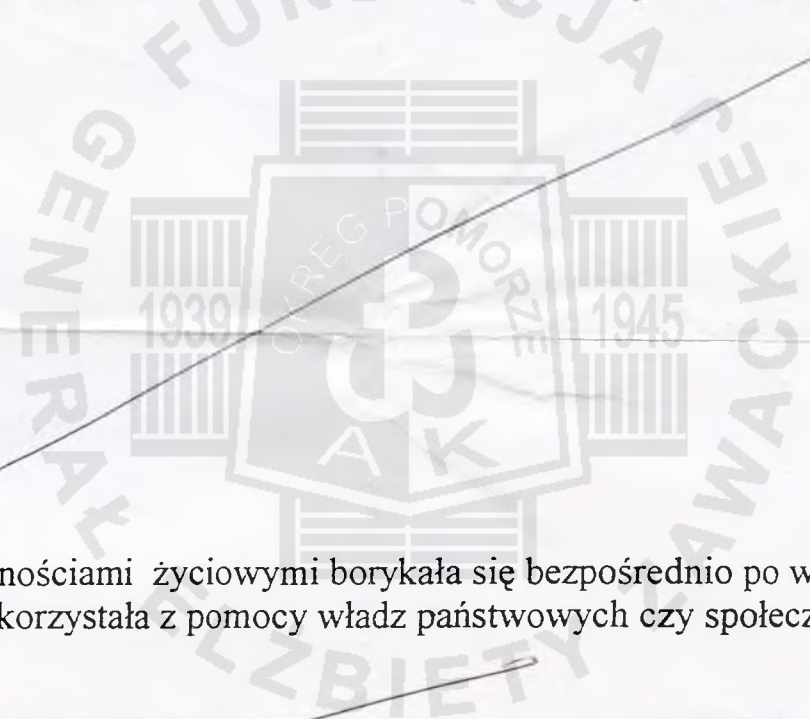 FUNDACJA
GENERAŁ
ELŻBIETY
ZAWACKIEJ
OKRĘG POMORZE
1939
1945
AK
nościami życiowymi borykała się bezpośrednio po w
korzystała z pomocy władz państwowych czy społecz